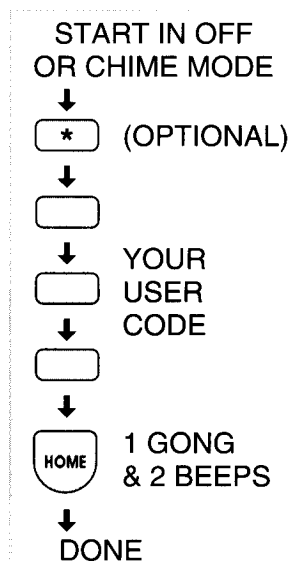 START IN OFF
OR CHIME MODE
* (OPTIONAL)
YOUR
USER
CODE
HOME
1 GONG
& 2 BEEPS
DONE